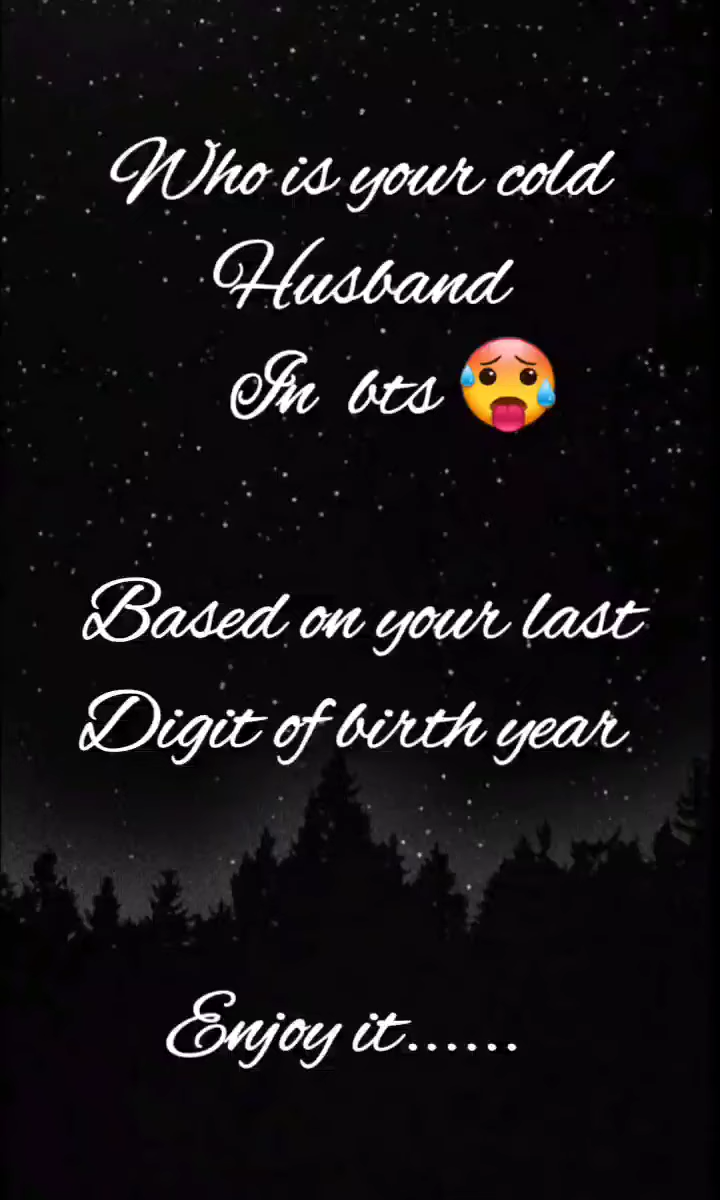 Who is your cold
Husband
In bts 🥵
Based on your last
Digit of birth year
Enjoy it......